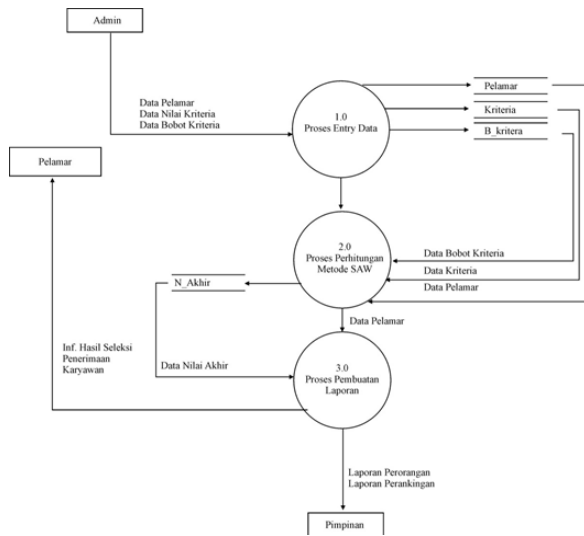 Admin
Data Pelamar
Data Nilai Kriteria
Data Bobot Kriteria
1.0
Proses Entry Data
Pelamar
Kriteria
B_kritera
Pelamar
2.0
Proses Perhitungan
Metode SAW
Data Bobot Kriteria
Data Kriteria
Data Pelamar
N_Akhir
Data Pelamar
Inf. Hasil Seleksi
Penerimaan
Karyawan
Data Nilai Akhir
3.0
Proses Pembuatan
Laporan
Laporan Perorangan
Laporan Perankingan
Pimpinan